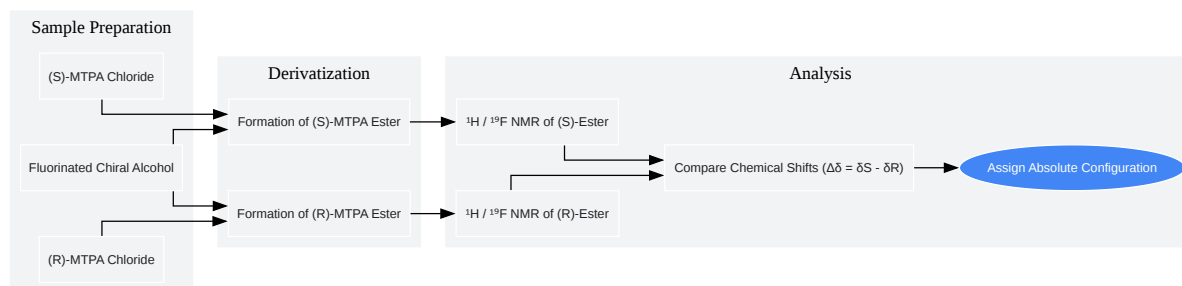 Sample Preparation
(S)-MTPA Chloride
Fluorinated Chiral Alcohol
(R)-MTPA Chloride
Derivatization
Formation of (S)-MTPA Ester
Formation of (R)-MTPA Ester
Analysis
¹H / ¹⁹F NMR of (S)-Ester
¹H / ¹⁹F NMR of (R)-Ester
Compare Chemical Shifts (Δδ = δS - δR)
Assign Absolute Configuration